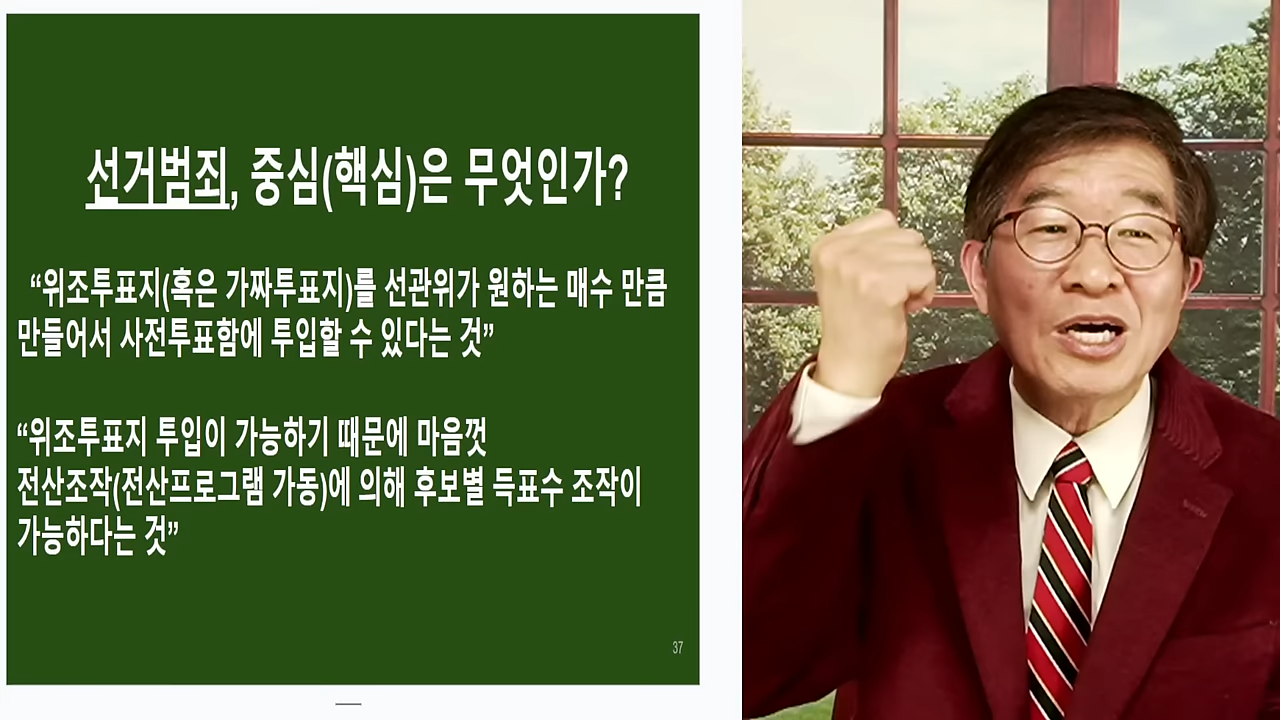 선거범죄, 중심(핵심)은 무엇인가?
“위조투표지(혹은 가짜투표지)를 선관위가 원하는 매수 만큼
만들어서 사전투표함에 투입할 수 있다는 것”
“위조투표지 투입이 가능하기 때문에 마음껏
전산조작(전산프로그램 가동)에 의해 후보별 득표수 조작이
가능하다는 것”
37